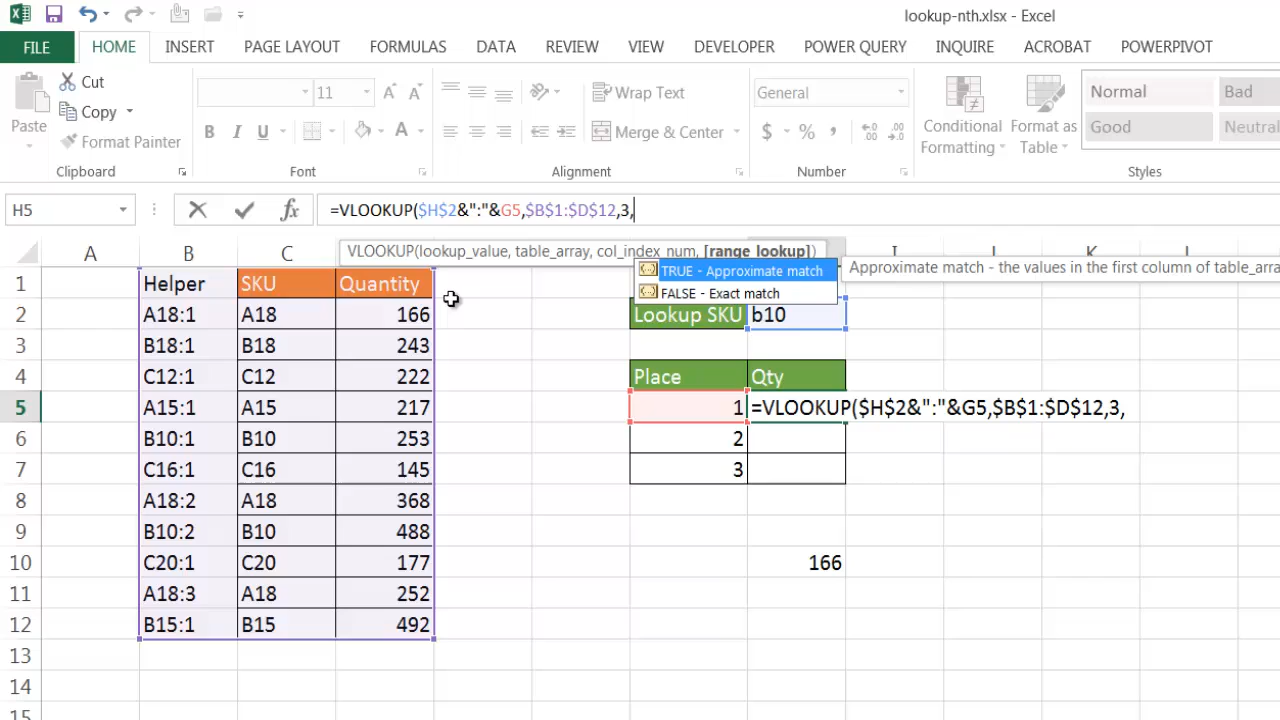 lookup-nth.xlsx - Excel
FILE HOME INSERT PAGE LAYOUT FORMULAS DATA REVIEW VIEW DEVELOPER POWER QUERY INQUIRE ACROBAT POWERPIVOT
Paste
Cut
Copy
Format Painter
Clipboard
11
B I U
Font
Wrap Text
Merge & Center
Alignment
General
$ % ,
Number
Conditional Formatting
Format as Table
Normal Bad
Good Neutral
Styles
H5 =VLOOKUP($H$2&":"&G5,$B$1:$D$12,3,
VLOOKUP(lookup_value, table_array, col_index_num, [range_lookup])
TRUE - Approximate match
FALSE - Exact match
Approximate match - the values in the first column of table_arra
A B C K
1 Helper SKU Quantity
2 A18:1 A18 166 Lookup SKU b10
3 B18:1 B18 243
4 C12:1 C12 222 Place Qty
5 A15:1 A15 217 1 =VLOOKUP($H$2&":"&G5,$B$1:$D$12,3,
6 B10:1 B10 253 2
7 C16:1 C16 145 3
8 A18:2 A18 368
9 B10:2 B10 488
10 C20:1 C20 177 166
11 A18:3 A18 252
12 B15:1 B15 492
13
14
15